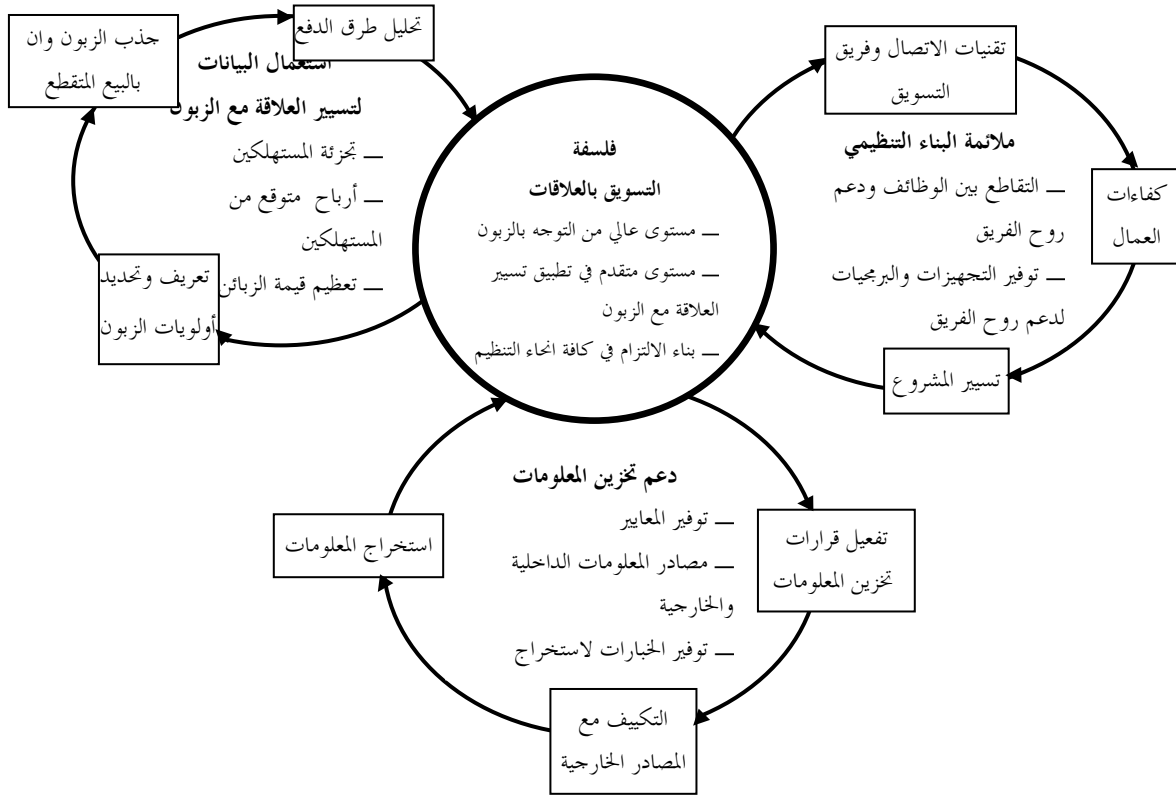 تحليل طرق الدفع
جذب الزبون وان
بالبيع المتقطع
استعمال البيانات
لتسيير العلاقة مع الزبون
ـــ تجزئة المستهلكين
ـــ أرباح متوقع من
المستهلكين
ـــ تعظيم قيمة الزبائن
تعريف وتحديد
أولويات الزبون
فلسفة
التسويق بالعلاقات
ـــ مستوى عالي من التوجه بالزبون
ـــ مستوى متقدم في تطبيق تسيير
العلاقة مع الزبون
ـــ بناء الالتزام في كافة انحاء التنظيم
تقنيات الاتصال وفريق
التسويق
ملائمة البناء التنظيمي
ـــ التقاطع بين الوظائف ودعم
روح الفريق
ـــ توفير التجهيزات والبرمجيات
لدعم روح الفريق
كفاءات
العمال
تسيير المشروع
دعم تخزين المعلومات
ـــ توفير المعايير
ـــ مصادر المعلومات الداخلية
والخارجية
ـــ توفير الخبارات لاستخراج
تفعيل قرارات
تخزين المعلومات
استخراج المعلومات
التكييف مع
المصادر الخارجية